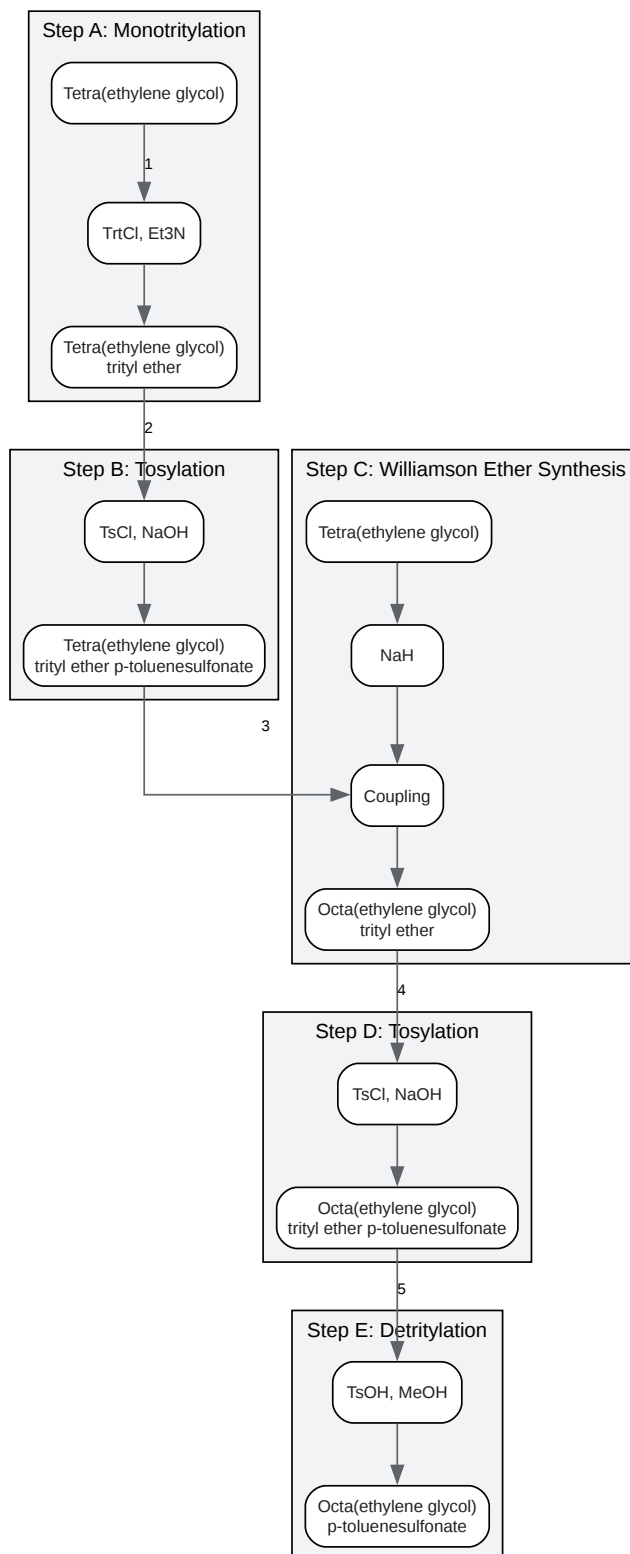 Step A: Monotritylation
Tetra(ethylene glycol)
1
TrtCl, Et3N
Tetra(ethylene glycol)
trityl ether
2
Step B: Tosylation
TsCl, NaOH
Tetra(ethylene glycol)
trityl ether p-toluenesulfonate
3
Step C: Williamson Ether Synthesis
Tetra(ethylene glycol)
NaH
Coupling
Octa(ethylene glycol)
trityl ether
4
Step D: Tosylation
TsCl, NaOH
Octa(ethylene glycol)
trityl ether p-toluenesulfonate
5
Step E: Detritylation
TsOH, MeOH
Octa(ethylene glycol)
p-toluenesulfonate